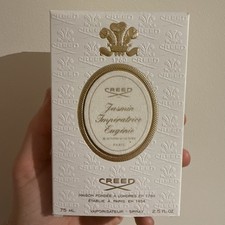 CREED
Jasmin
Impératrice
Eugénie
PARIS
CREED
MAISON FONDÉE À LONDRES EN 1760
ÉTABLIE À PARIS EN 1854
75 ml VAPORISATEUR - SPRAY 2.5 fl.oz.